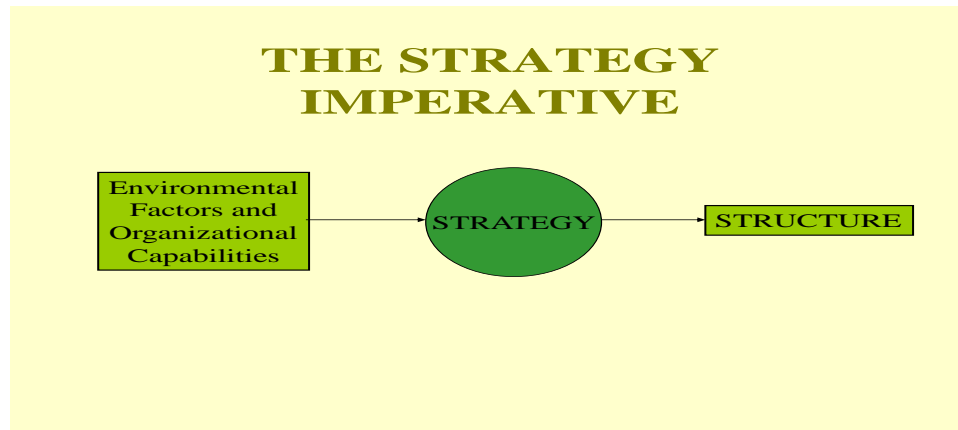 THE STRATEGY
IMPERATIVE
Environmental
Factors and
Organizational
Capabilities
STRATEGY
STRUCTURE